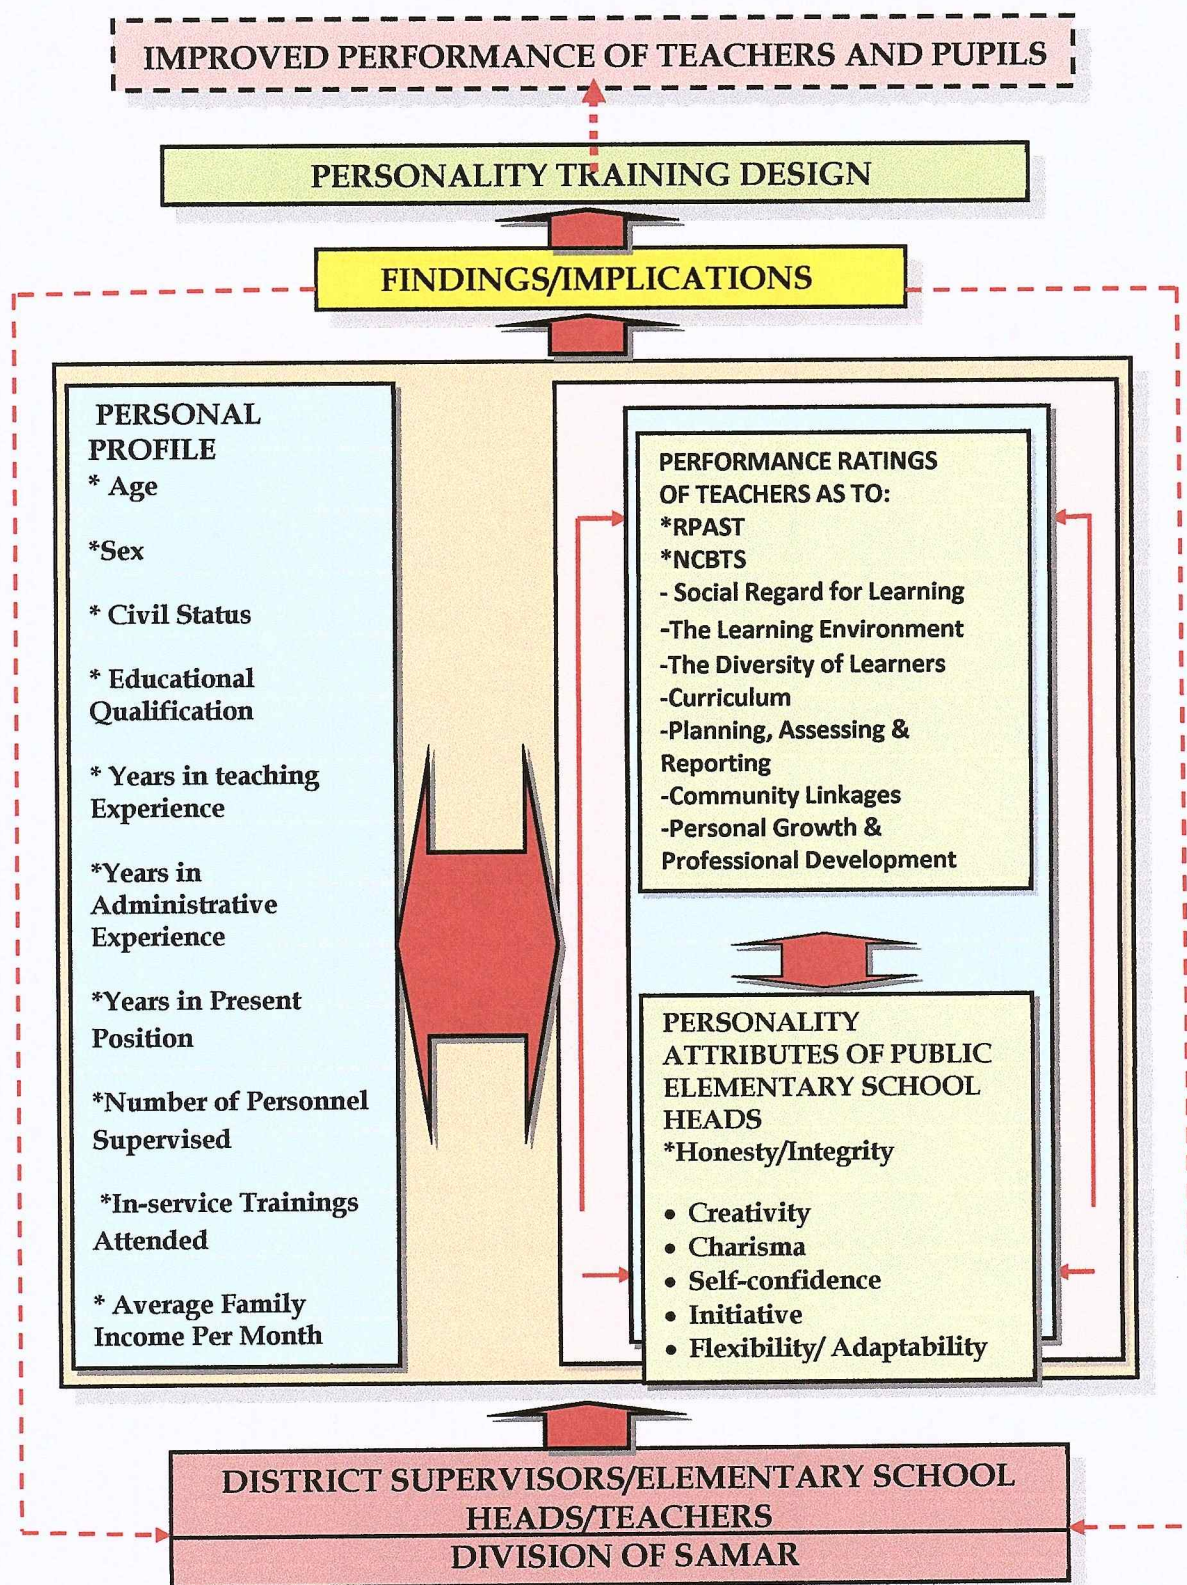 IMPROVED PERFORMANCE OF TEACHERS AND PUPILS
PERSONALITY TRAINING DESIGN
FINDINGS/IMPLICATIONS
PERSONAL
PROFILE
* Age
*Sex
* Civil Status
* Educational
Qualification
* Years in teaching
Experience
*Years in
Administrative
Experience
*Years in Present
Position
*Number of Personnel
Supervised
*In-service Trainings
Attended
* Average Family
Income Per Month
PERFORMANCE RATINGS
OF TEACHERS AS TO:
*RPAST
*NCBTS
- Social Regard for Learning
-The Learning Environment
-The Diversity of Learners
-Curriculum
-Planning, Assessing &
Reporting
-Community Linkages
-Personal Growth &
Professional Development
PERSONALITY
ATTRIBUTES OF PUBLIC
ELEMENTARY SCHOOL
HEADS
*Honesty/Integrity
• Creativity
• Charisma
• Self-confidence
• Initiative
• Flexibility/ Adaptability
DISTRICT SUPERVISORS/ELEMENTARY SCHOOL
HEADS/TEACHERS
DIVISION OF SAMAR